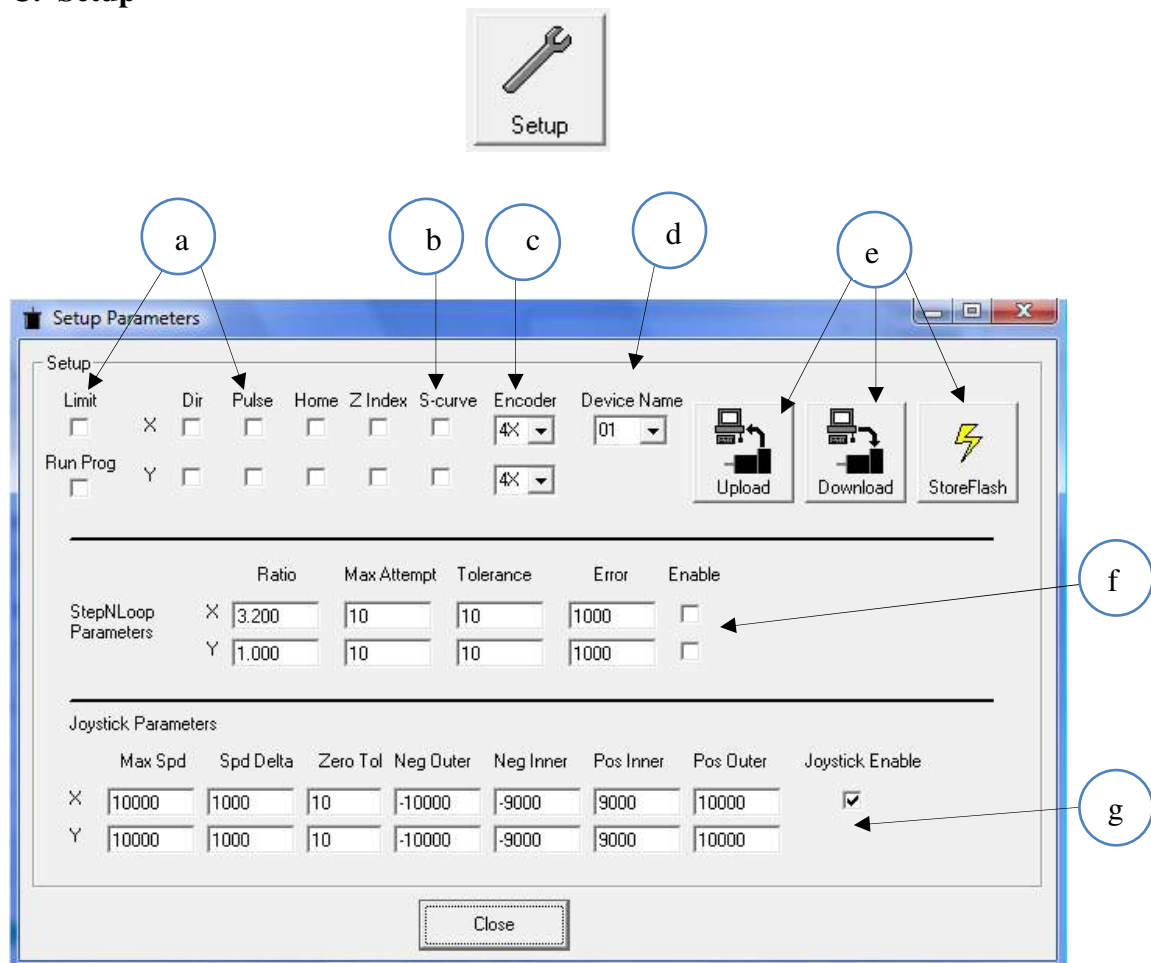 Setup
Setup
a b c d e
Setup Parameters
Setup
Limit Dir Pulse Home Z Index S-curve Encoder Device Name
X 4X 01
Run Prog
Y 4X
Upload Download StoreFlash
Ratio Max Attempt Tolerance Error Enable
StepNLoop Parameters
X 3.200 10 10 1000
Y 1.000 10 10 1000
f
Joystick Parameters
Max Spd Spd Delta Zero Tol Neg Outer Neg Inner Pos Inner Pos Outer Joystick Enable
X 10000 1000 10 -10000 -9000 9000 10000
Y 10000 1000 10 -10000 -9000 9000 10000
g
Close